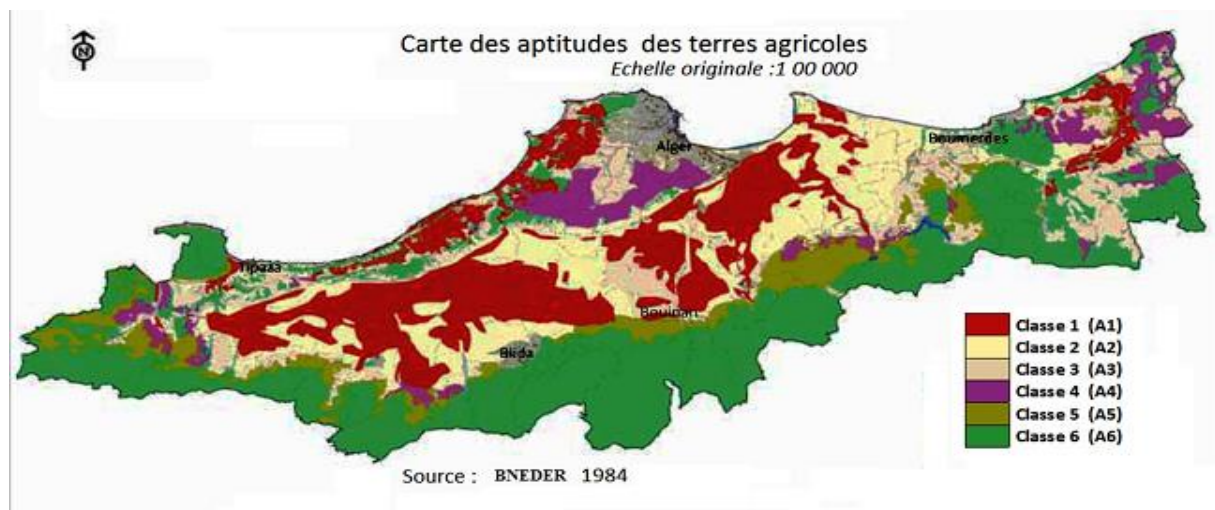 N
Carte des aptitudes des terres agricoles
Echelle originale :1 00 000
Alger
Boumerdes
Tipaza
Blida
Classe 1 (A1)
Classe 2 (A2)
Classe 3 (A3)
Classe 4 (A4)
Classe 5 (A5)
Classe 6 (A6)
Source : BNEDER 1984